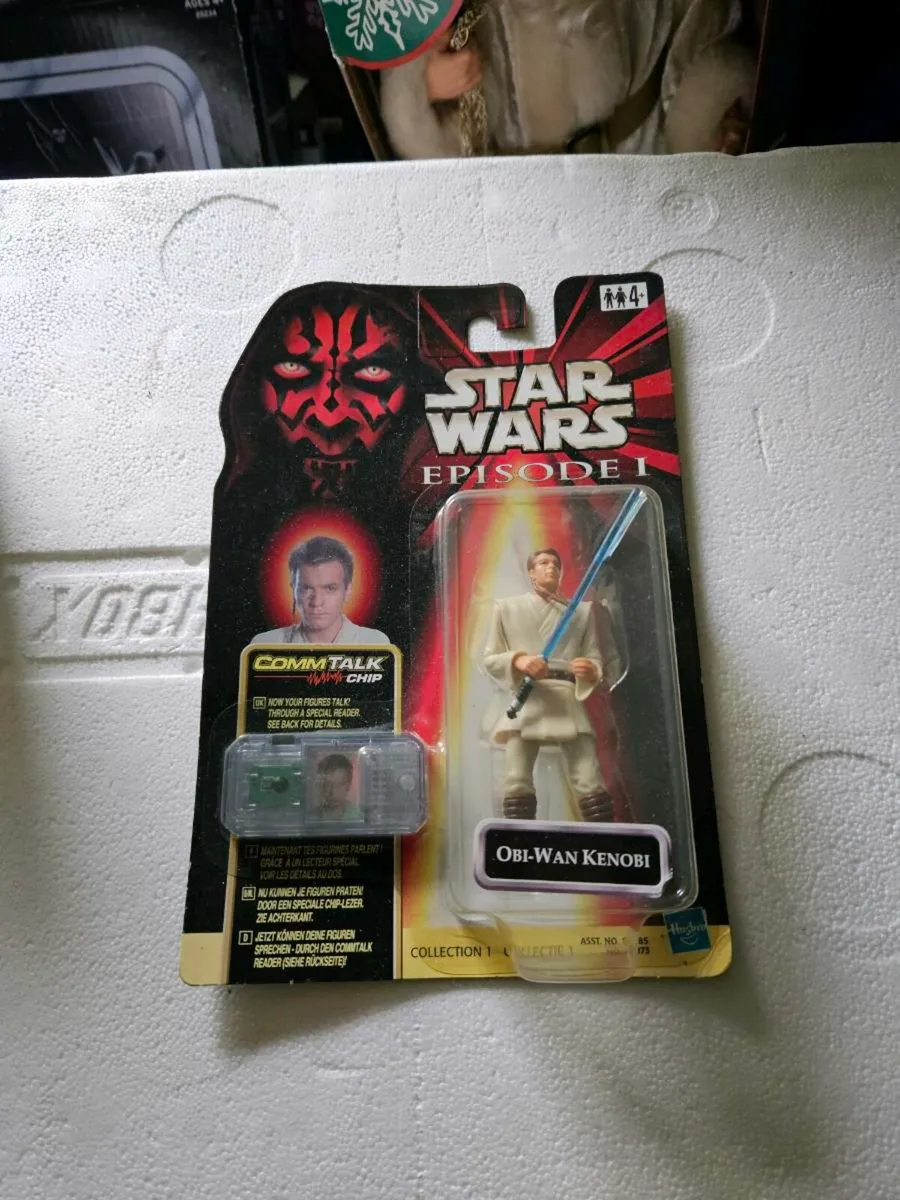 AGES 4+
4+
STAR
WARS
EPISODE I
COMMTALK
CHIP
UK NOW YOUR FIGURES TALK!
THROUGH A SPECIAL READER.
SEE BACK FOR DETAILS.
F MAINTENANT TES FIGURINES PARLENT!
GRÂCE À UN LECTEUR SPÉCIAL
VOIR LES DÉTAILS AU DOS.
NU KUNNEN JE FIGUREN PRATEN!
DOOR EEN SPECIALE CHIP-LEZER.
ZIE ACHTERKANT.
D JETZT KÖNNEN DEINE FIGUREN
SPRECHEN - DURCH DEN COMMTALK
READER (SIEHE RÜCKSEITE)!
OBI-WAN KENOBI
COLLECTION 1
ASST. NO.
Hasbro